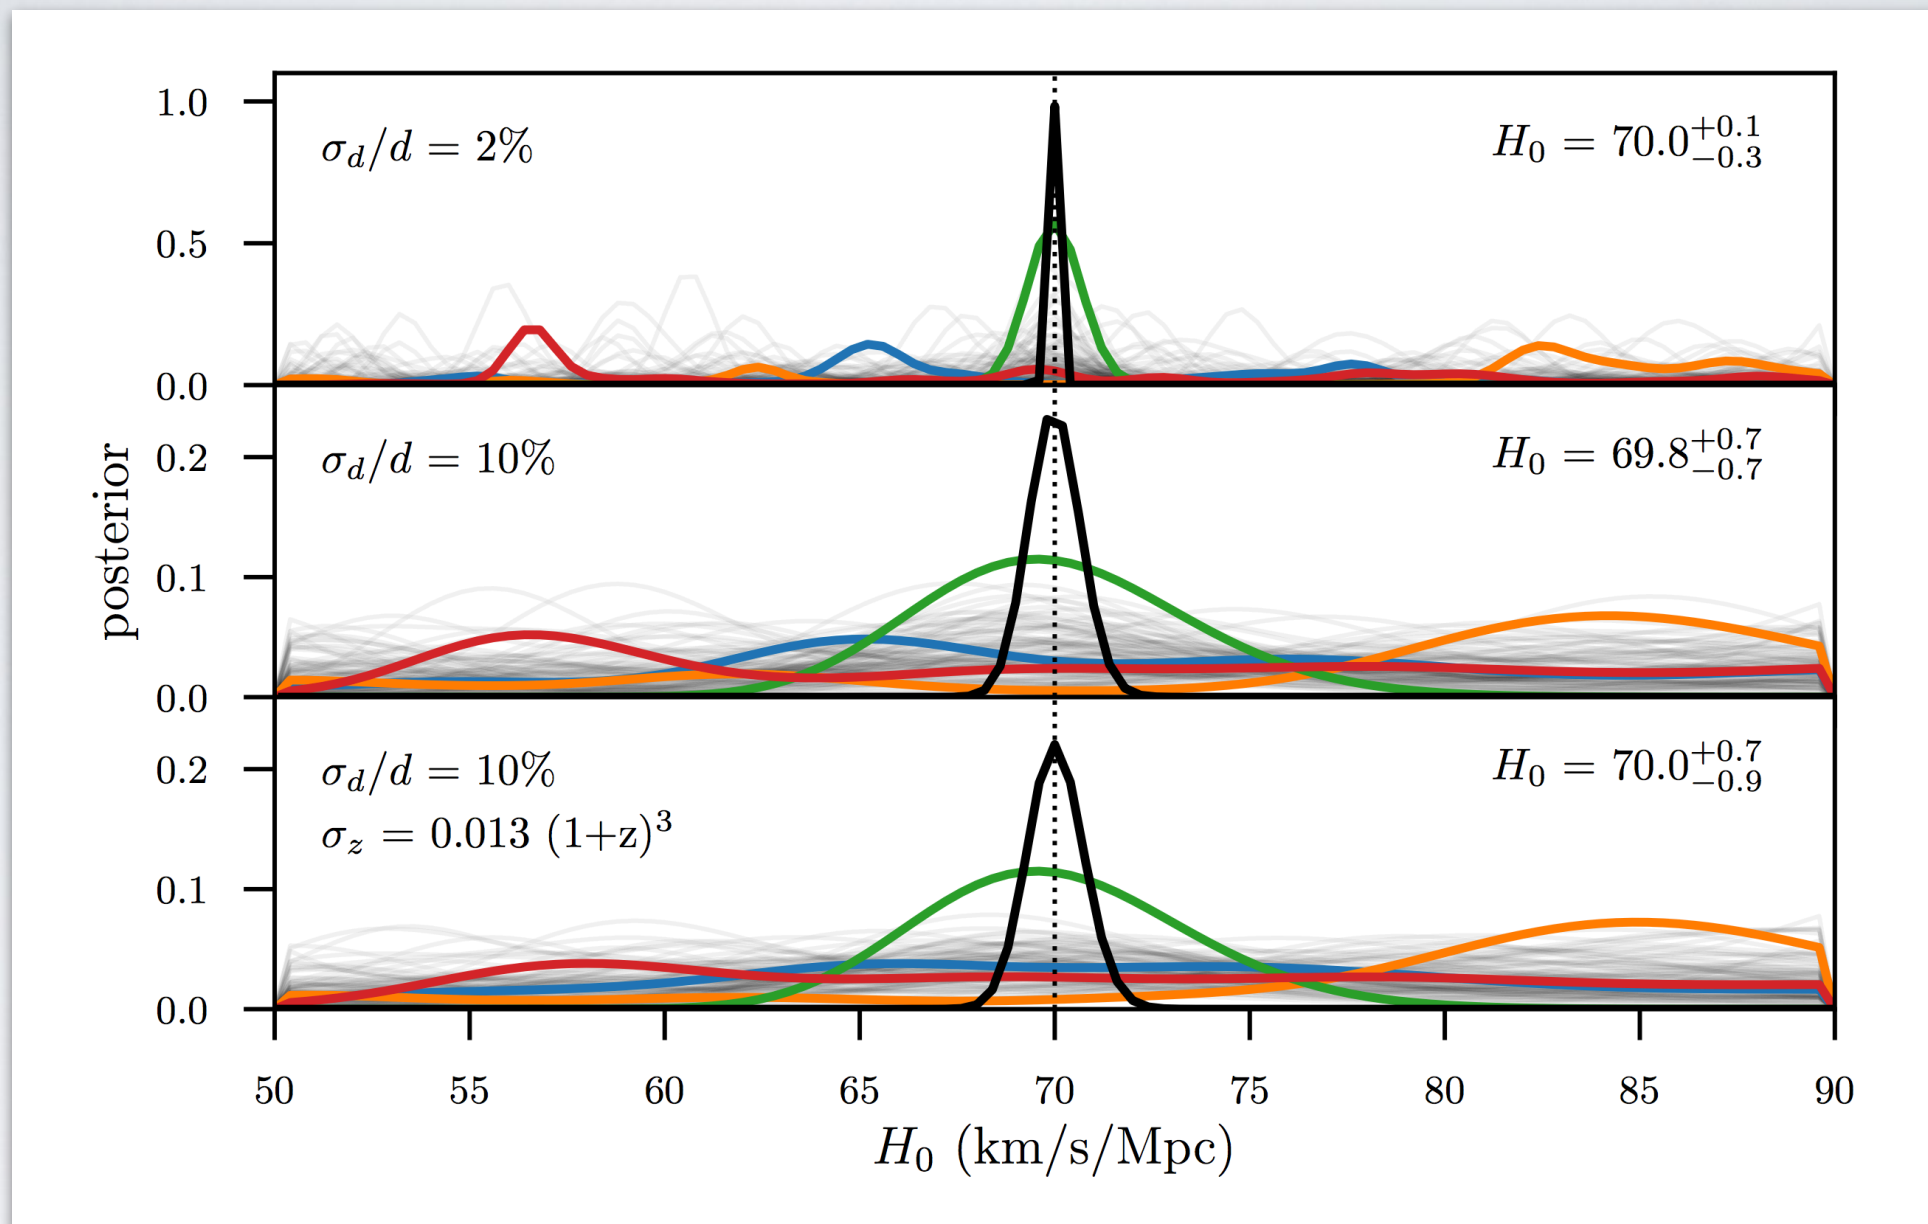 1.0
σ_d/d = 2%
H_0 = 70.0^{+0.1}_{−0.3}
0.5
0.0
0.2
σ_d/d = 10%
H_0 = 69.8^{+0.7}_{−0.7}
0.1
0.0
posterior
0.2
σ_d/d = 10%
σ_z = 0.013 (1+z)^3
H_0 = 70.0^{+0.7}_{−0.9}
0.1
0.0
50 55 60 65 70 75 80 85 90
H_0 (km/s/Mpc)